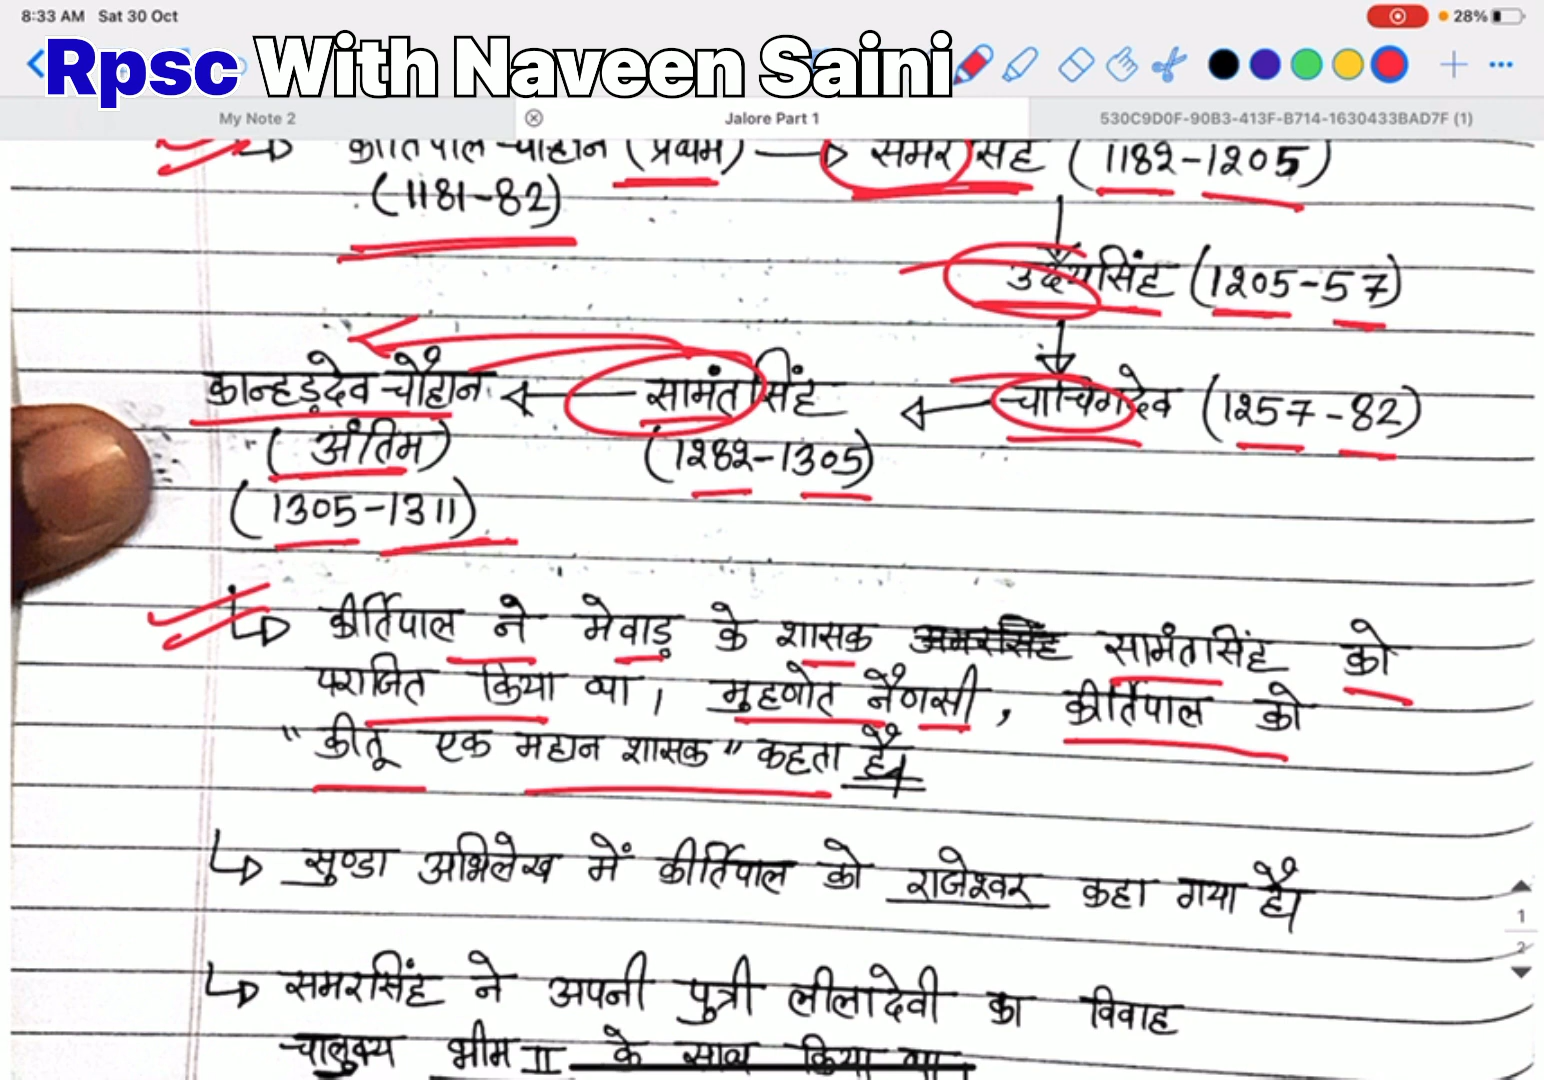 8:33 AM Sat 30 Oct
28%
Rpsc With Naveen Saini
My Note 2
Jalore Part 1
530C9D0F-90B3-413F-B714-1630433BAD7F (1)
कीर्तिपाल चौहान (प्रथम) → समरसिंह (1182-1205)
(1181-82)
उदयसिंह (1205-57)
कान्हड़देव चौहान ← सामंतसिंह ← चाचिगदेव (1257-82)
(अंतिम) (1282-1305)
(1305-1311)
कीर्तिपाल ने मेवाड़ के शासक सामंतसिंह को
पराजित किया था, मुहणोत नैणसी, कीर्तिपाल को
"कीतू एक महान शासक" कहता है।
सुण्डा अभिलेख में कीर्तिपाल को राजेश्वर कहा गया है।
1
2
समरसिंह ने अपनी पुत्री लीलादेवी का विवाह
चालुक्य भीम II के साथ किया था